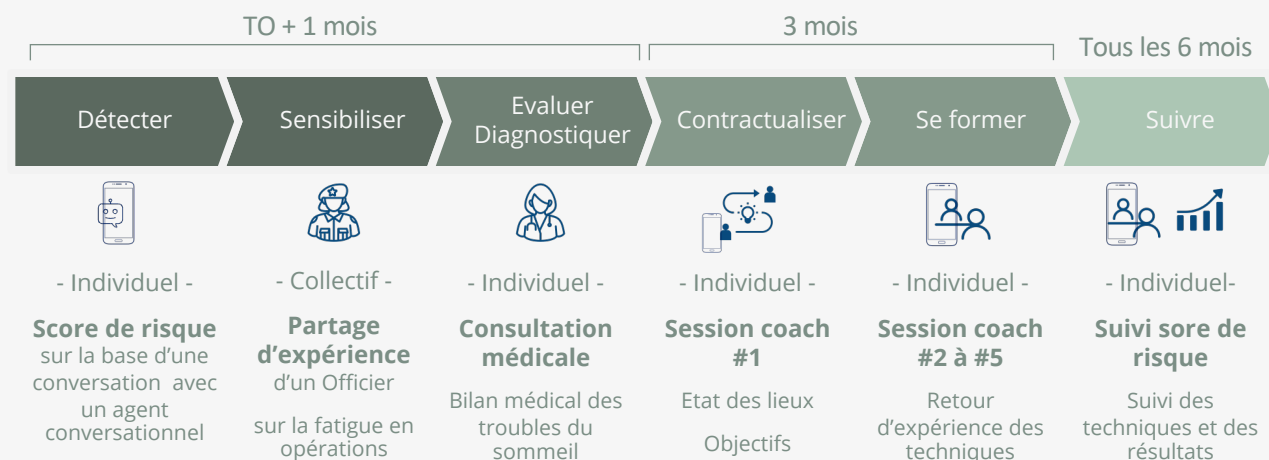 TO + 1 mois
3 mois
Tous les 6 mois
Détecter
Sensibiliser
Evaluer
Diagnostiquer
Contractualiser
Se former
Suivre
- Individuel -
Score de risque
sur la base d’une
conversation avec
un agent
conversationnel
- Collectif -
Partage
d’expérience
d’un Officier
sur la fatigue en
opérations
- Individuel -
Consultation
médicale
Bilan médical des
troubles du
sommeil
- Individuel -
Session coach
#1
Etat des lieux
Objectifs
- Individuel -
Session coach
#2 à #5
Retour
d’expérience des
techniques
- Individuel-
Suivi sore de
risque
Suivi des
techniques et des
résultats